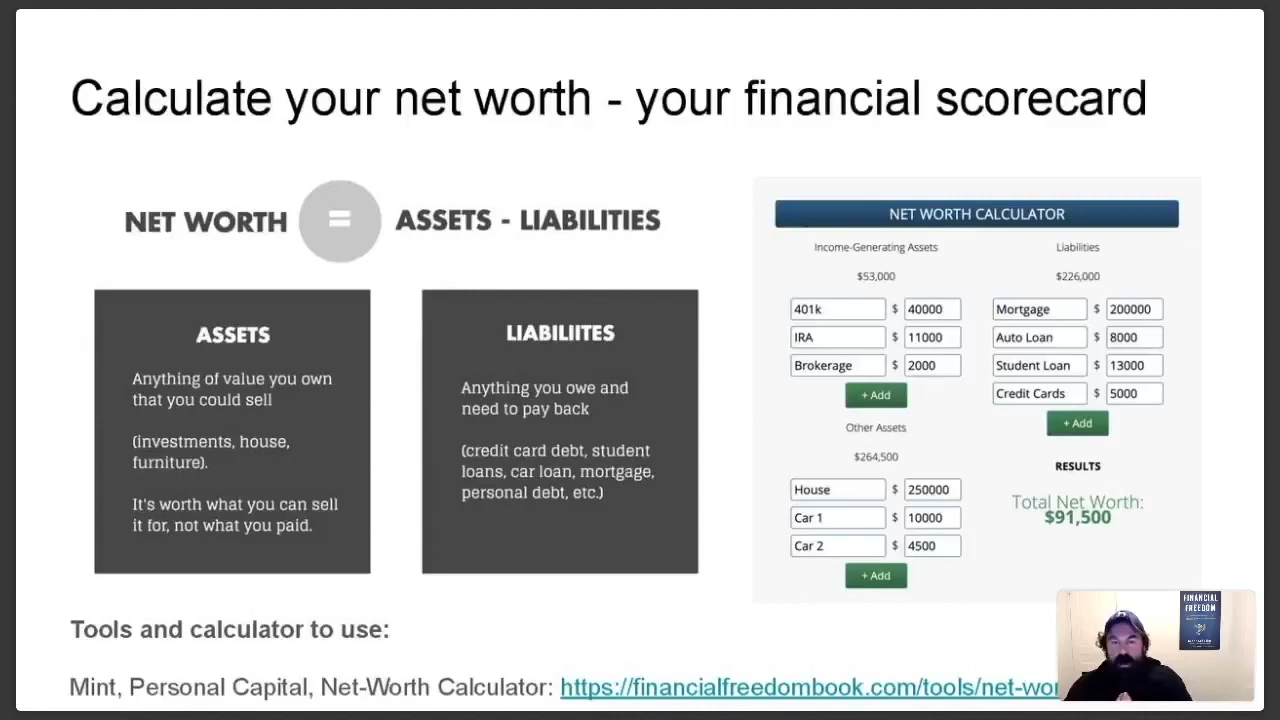 Calculate your net worth - your financial scorecard
NET WORTH = ASSETS - LIABILITIES
ASSETS
Anything of value you own
that you could sell
(investments, house,
furniture).
It's worth what you can sell
it for, not what you paid.
LIABILIITES
Anything you owe and
need to pay back
(credit card debt, student
loans, car loan, mortgage,
personal debt, etc.)
NET WORTH CALCULATOR
Income-Generating Assets
$53,000
401k $ 40000
IRA $ 11000
Brokerage $ 2000
+ Add
Other Assets
$264,500
House $ 250000
Car 1 $ 10000
Car 2 $ 4500
+ Add
Liabilities
$226,000
Mortgage $ 200000
Auto Loan $ 8000
Student Loan $ 13000
Credit Cards $ 5000
+ Add
RESULTS
Total Net Worth:
$91,500
Tools and calculator to use:
Mint, Personal Capital, Net-Worth Calculator: https://financialfreedombook.com/tools/net-wor
FINANCIAL
FREEDOM